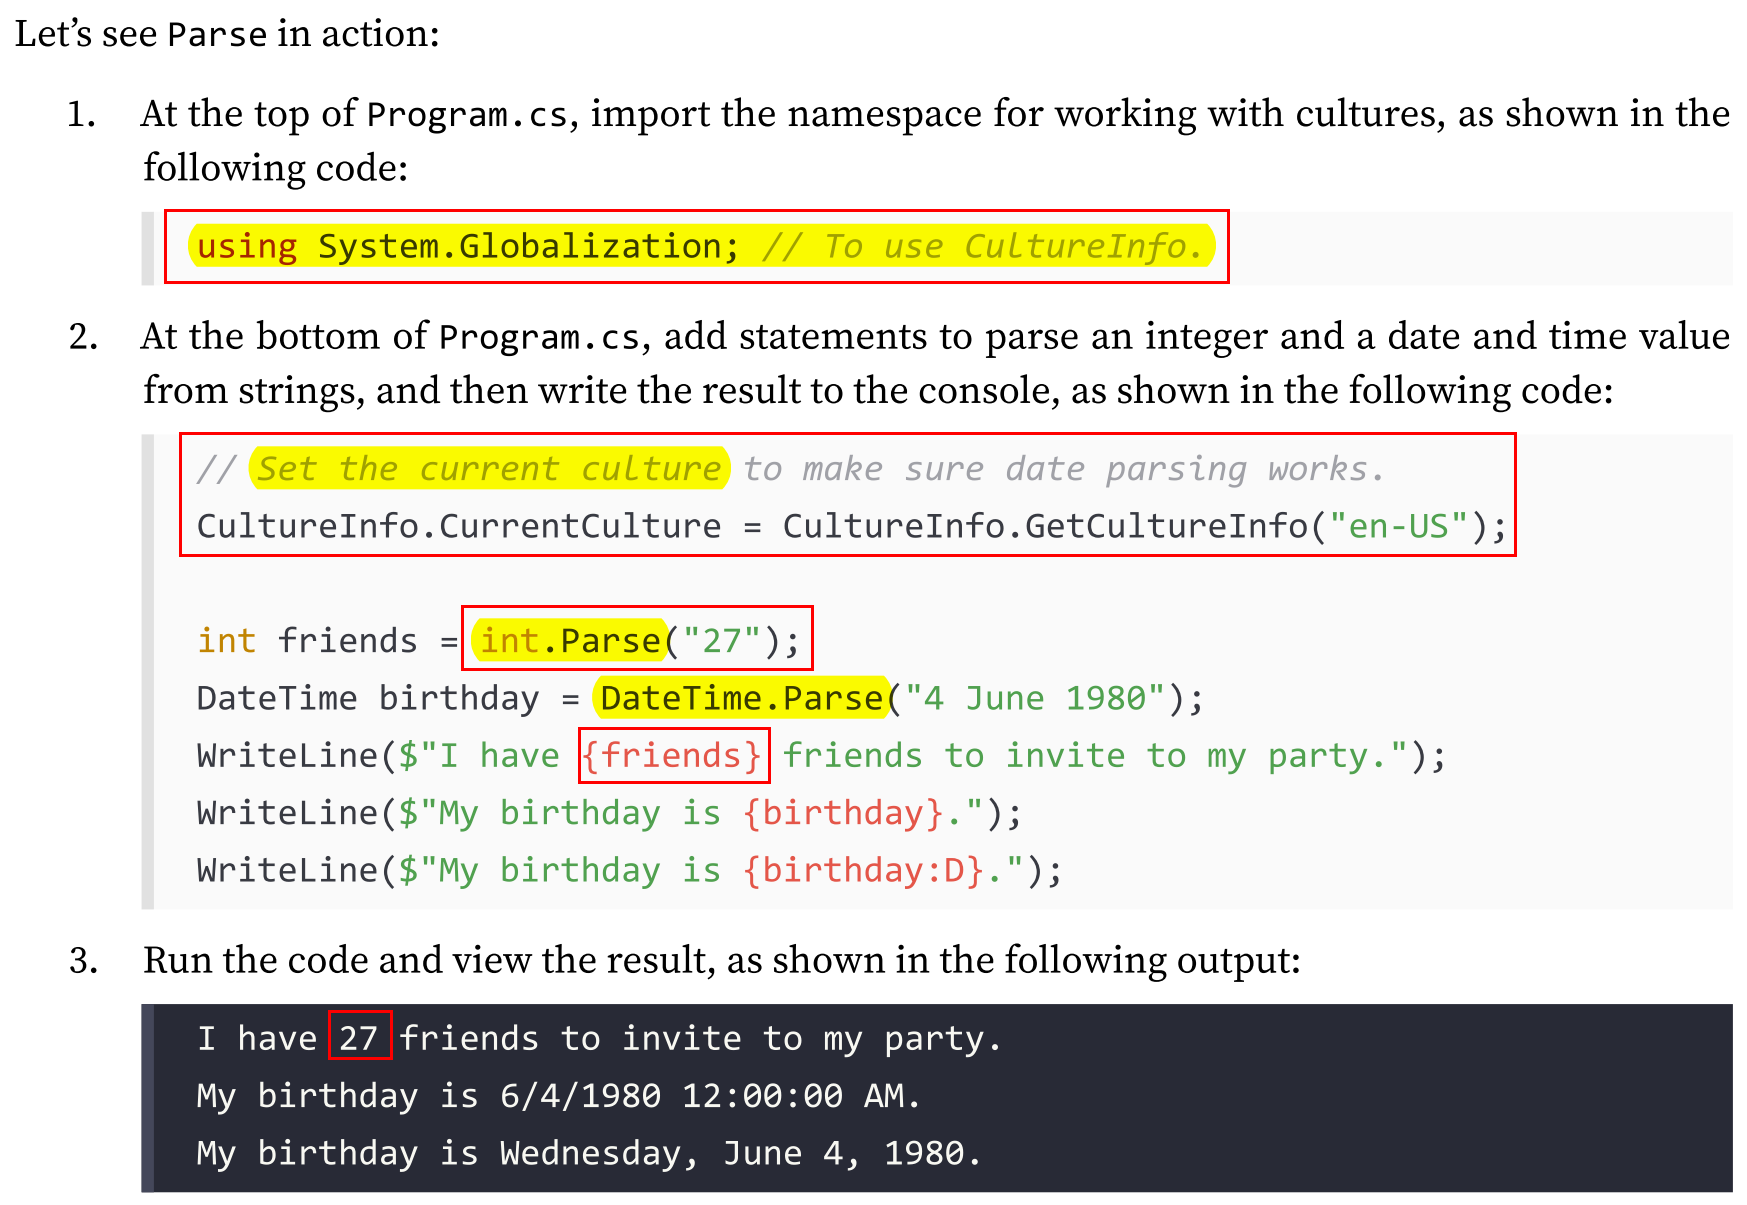 Let’s see Parse in action:
1. At the top of Program.cs, import the namespace for working with cultures, as shown in the
following code:
using System.Globalization; // To use CultureInfo.
2. At the bottom of Program.cs, add statements to parse an integer and a date and time value
from strings, and then write the result to the console, as shown in the following code:
// Set the current culture to make sure date parsing works.
CultureInfo.CurrentCulture = CultureInfo.GetCultureInfo("en-US");
int friends = int.Parse("27");
DateTime birthday = DateTime.Parse("4 June 1980");
WriteLine($"I have {friends} friends to invite to my party.");
WriteLine($"My birthday is {birthday}.");
WriteLine($"My birthday is {birthday:D}.");
3. Run the code and view the result, as shown in the following output:
I have 27 friends to invite to my party.
My birthday is 6/4/1980 12:00:00 AM.
My birthday is Wednesday, June 4, 1980.